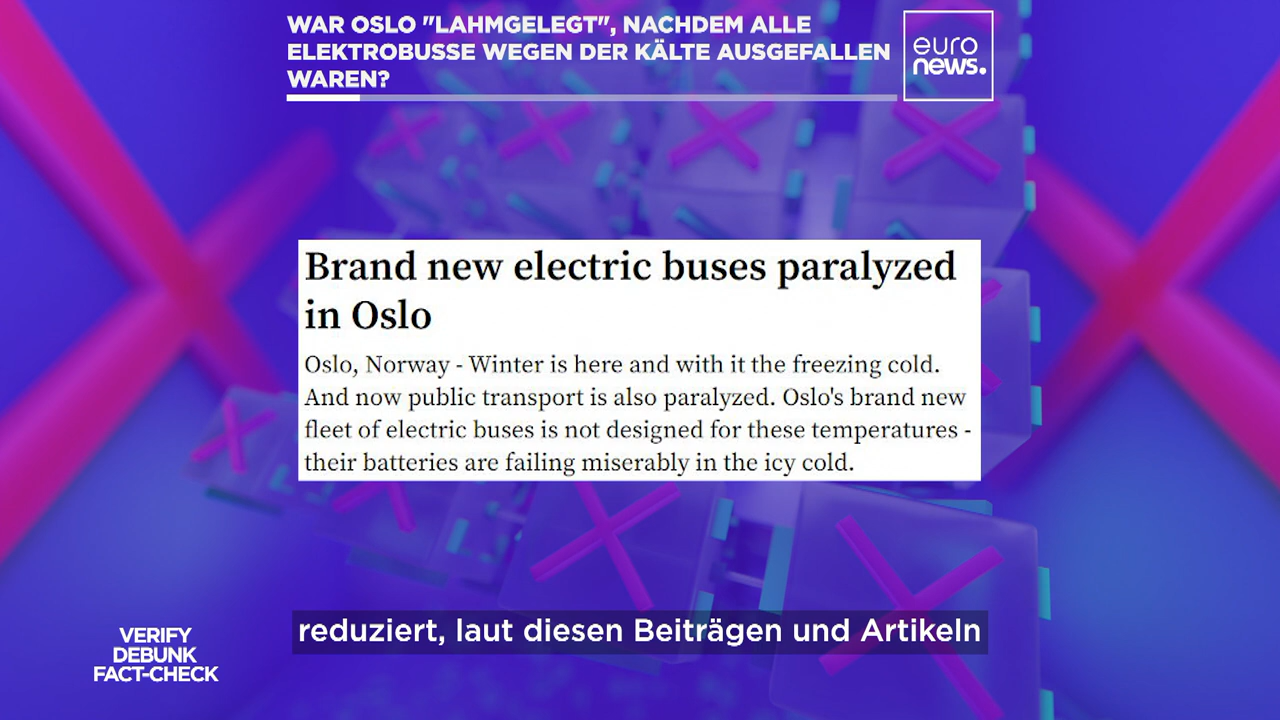 WAR OSLO "LAHMGELEGT", NACHDEM ALLE
ELEKTROBUSSE WEGEN DER KÄLTE AUSGEFALLEN
WAREN?
euro
news.
Brand new electric buses paralyzed
in Oslo
Oslo, Norway - Winter is here and with it the freezing cold.
And now public transport is also paralyzed. Oslo's brand new
fleet of electric buses is not designed for these temperatures -
their batteries are failing miserably in the icy cold.
reduziert, laut diesen Beiträgen und Artikeln
VERIFY
DEBUNK
FACT-CHECK